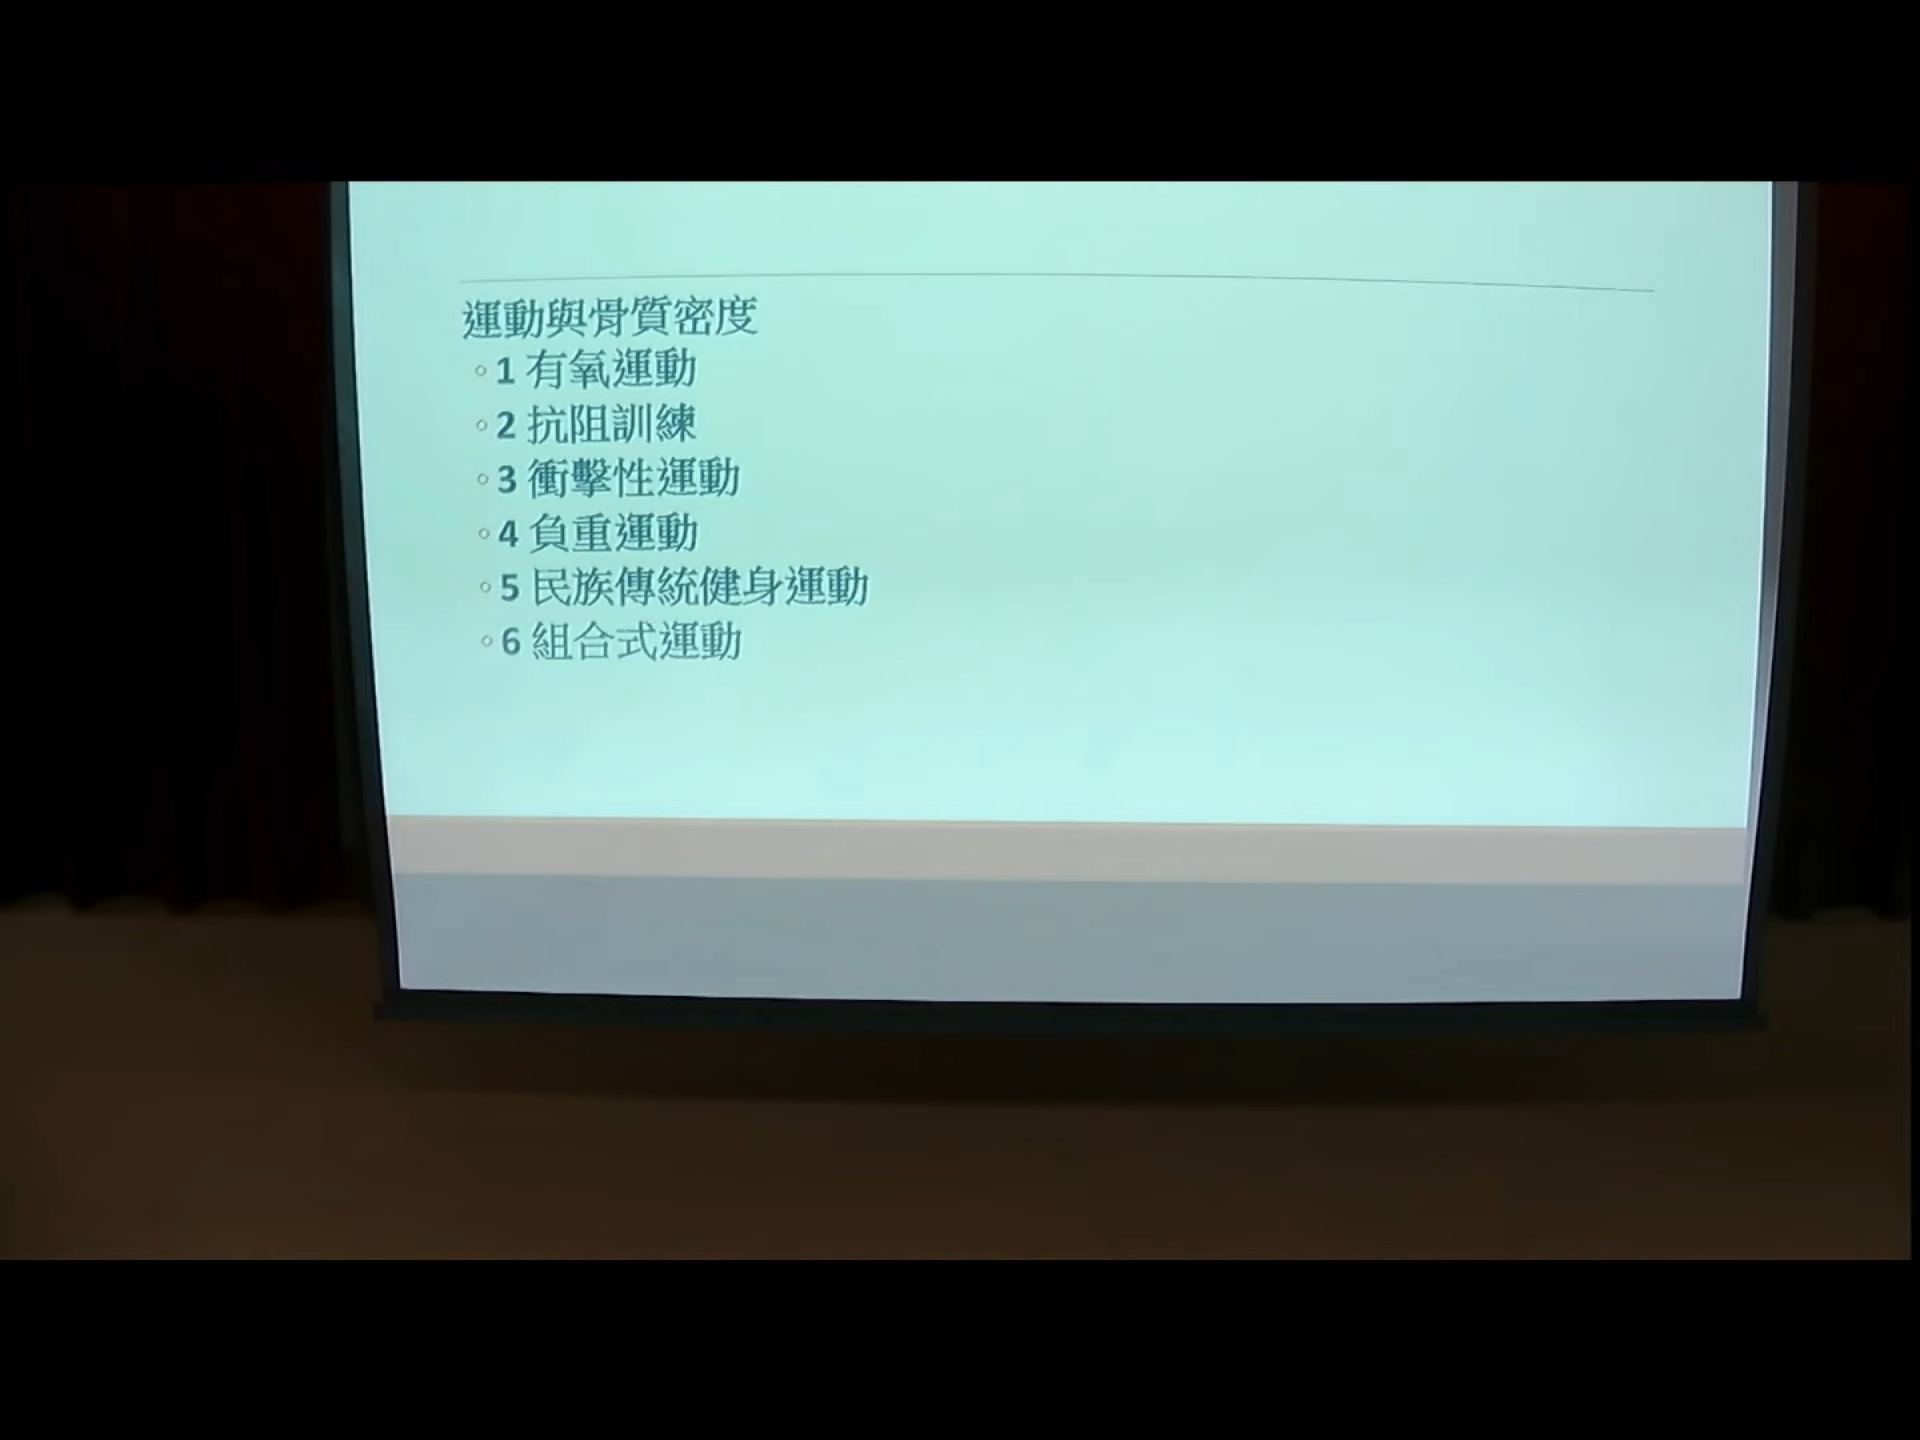 運動與骨質密度
◦ 1 有氧運動
◦ 2 抗阻訓練
◦ 3 衝擊性運動
◦ 4 負重運動
◦ 5 民族傳統健身運動
◦ 6 組合式運動